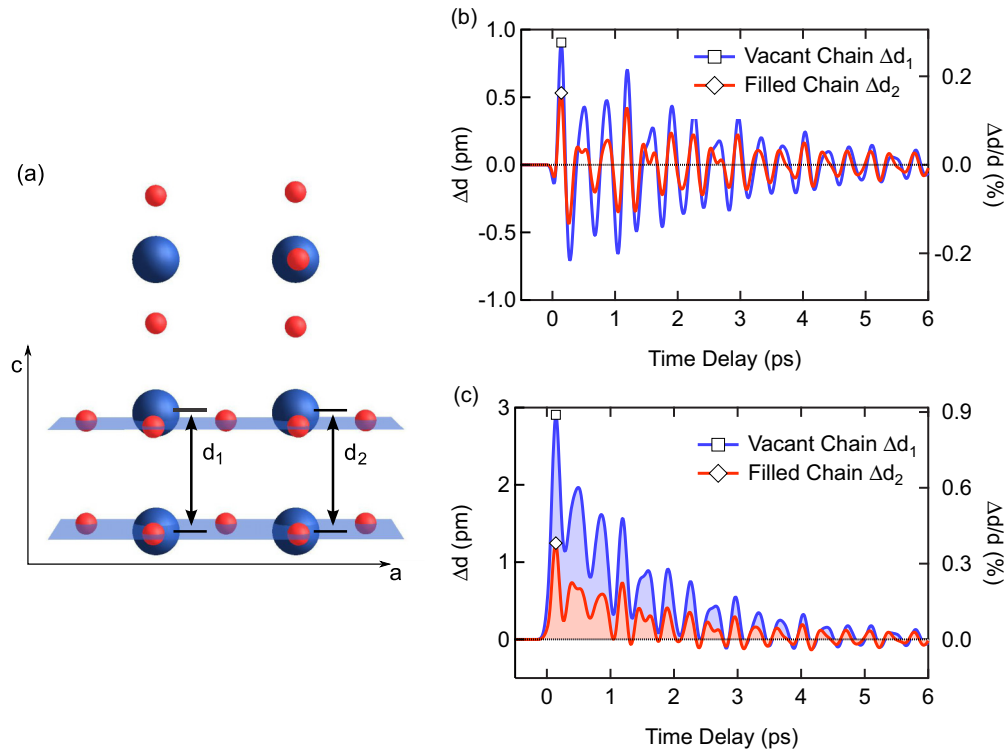 (a)
c
d1
d2
a
(b)
Vacant Chain Δd1
Filled Chain Δd2
Δd (pm)
1.0
0.5
0.0
-0.5
-1.0
0.2
0.0
-0.2
Δd/d (%)
0 1 2 3 4 5 6
Time Delay (ps)
(c)
Vacant Chain Δd1
Filled Chain Δd2
Δd (pm)
3
2
1
0
0.9
0.6
0.3
0.0
Δd/d (%)
0 1 2 3 4 5 6
Time Delay (ps)